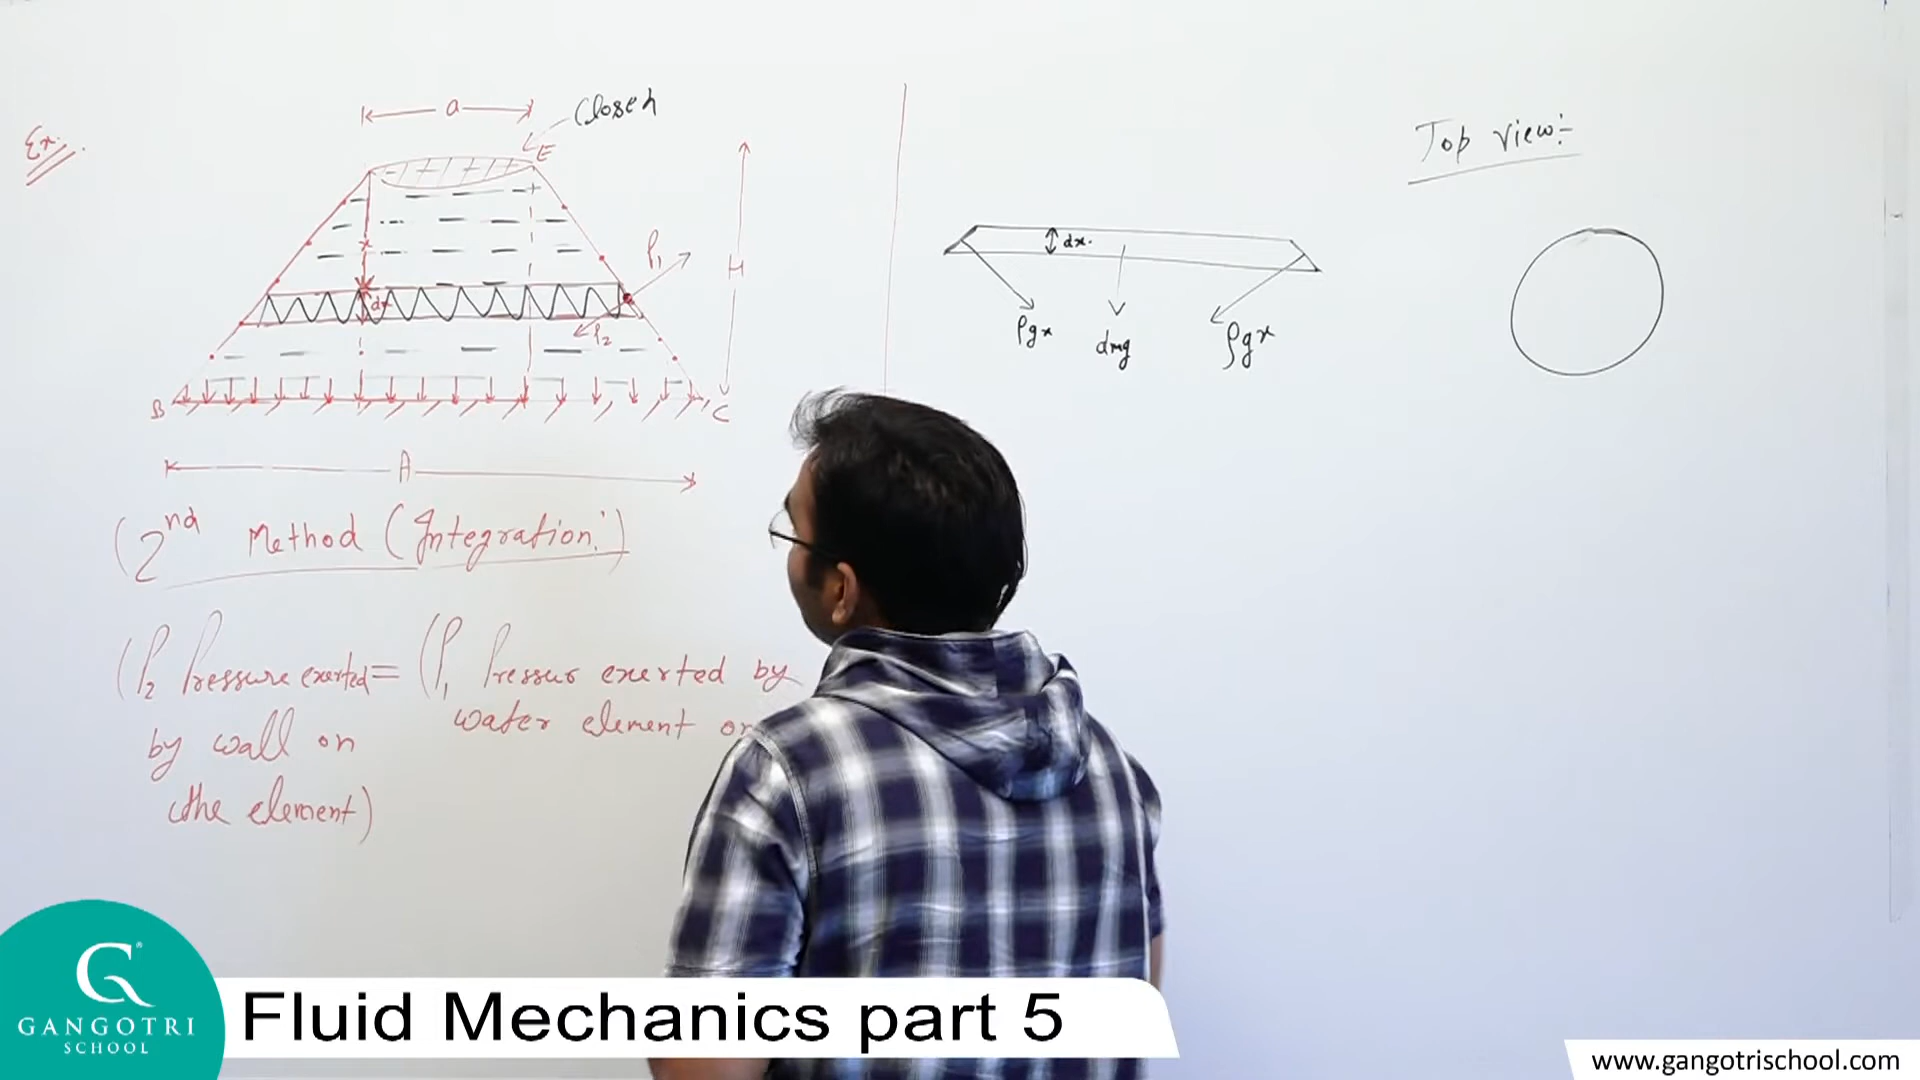 Ex.
a
Closed
E
x
dx
P₁
P₂
H
B
C
A
(2nd Method (Integration:)
(P₂ Pressure exerted = (P₁ Pressur exerted by
by wall on
water element on
the element)
dx.
ρgx
dmg
ρgx
Top view:-
GANGOTRI
SCHOOL
Fluid Mechanics part 5
www.gangotrischool.com